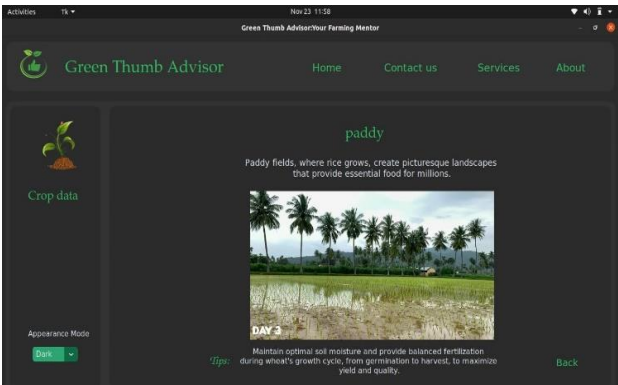 Activities Tk Nov 23 11:58
Green Thumb Advisor:Your Farming Mentor
Green Thumb Advisor Home Contact us Services About
paddy
Paddy fields, where rice grows, create picturesque landscapes
that provide essential food for millions.
Crop data
DAY 3
Appearance Mode
Dark
Tips:
Maintain optimal soil moisture and provide balanced fertilization
during wheat's growth cycle, from germination to harvest, to maximize
yield and quality.
Back